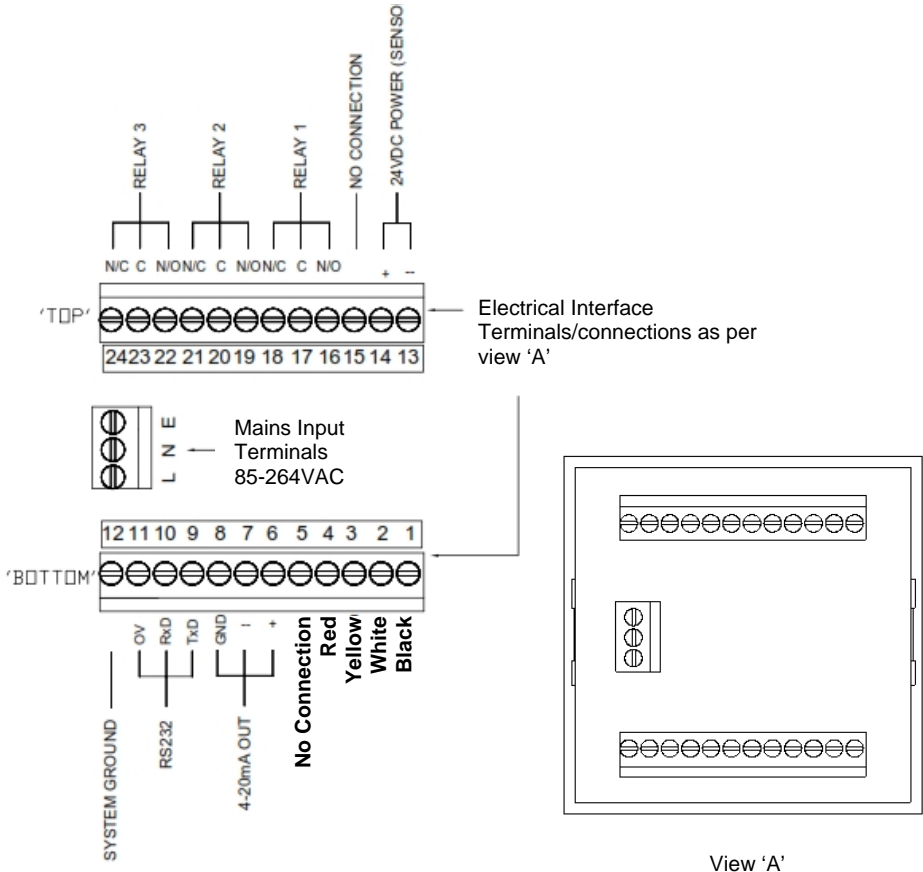 RELAY 3
RELAY 2
RELAY 1
NO CONNECTION
24VDC POWER (SENSO
N/C C N/O N/C C N/O N/C C N/O + --
'TOP'
24 23 22 21 20 19 18 17 16 15 14 13
Electrical Interface
Terminals/connections as per
view 'A'
E
N
L
Mains Input
Terminals
85-264VAC
12 11 10 9 8 7 6 5 4 3 2 1
'BOTTOM'
OV
RxD
TxD
GND
–
+
No Connection
Red
Yellow
White
Black
SYSTEM GROUND
RS232
4-20mA OUT
View 'A'